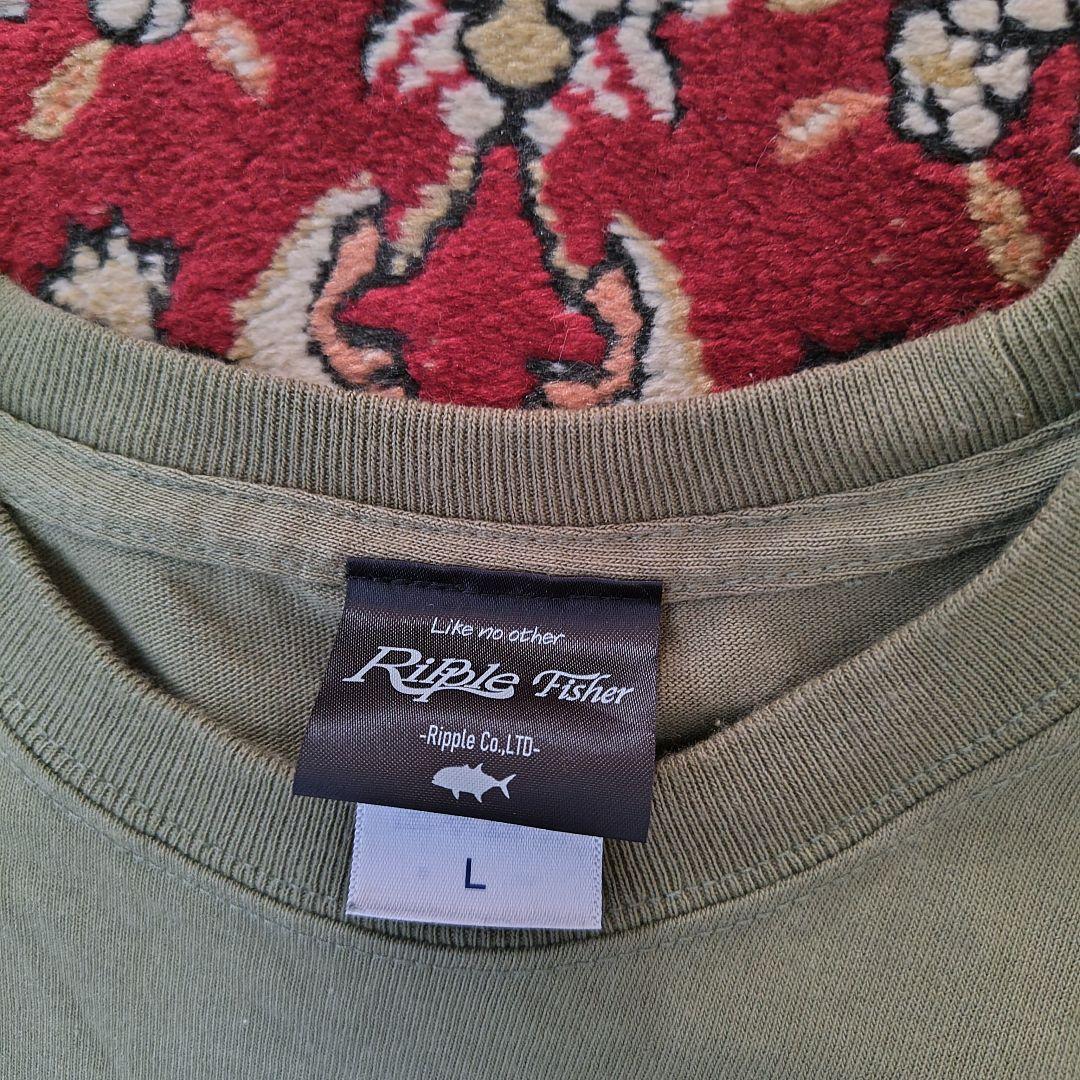 Like no other
Ripple Fisher
-Ripple Co.,LTD-
L